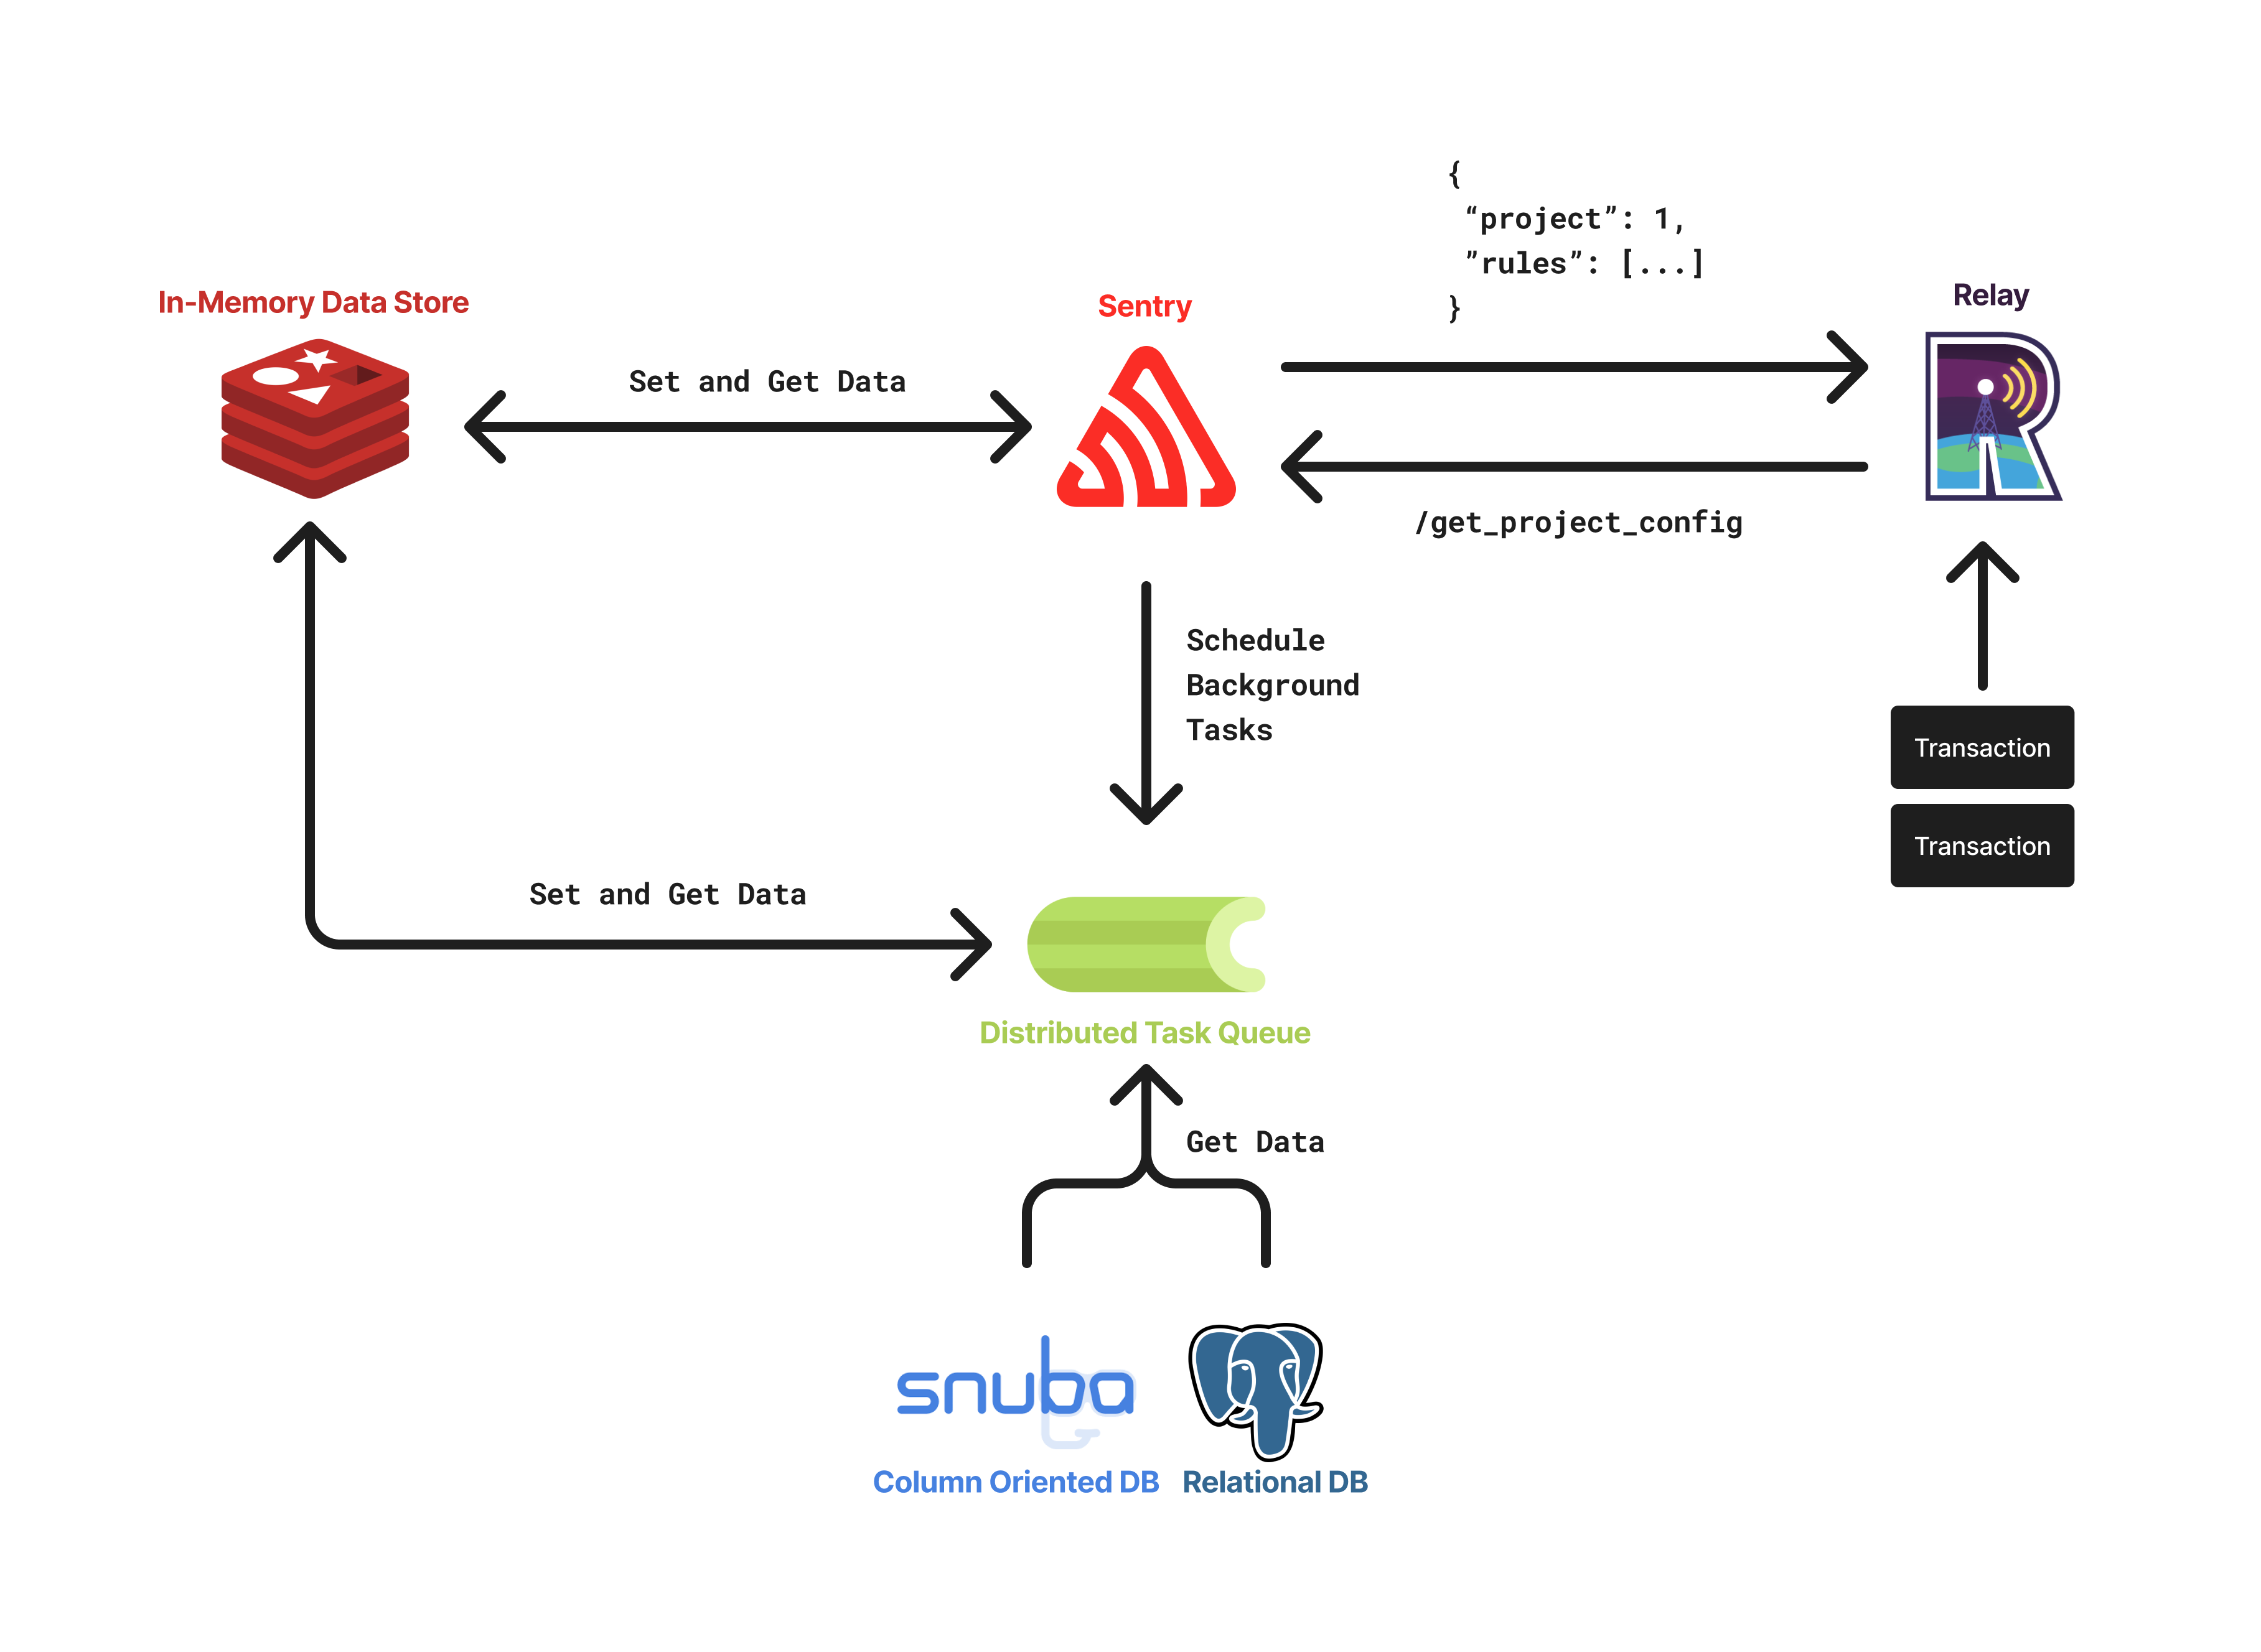 {
“project”: 1,
”rules”: [...]
}
In-Memory Data Store
Sentry
Relay
Set and Get Data
/get_project_config
Schedule
Background
Tasks
Transaction
Transaction
Set and Get Data
Distributed Task Queue
Get Data
snuba
Column Oriented DB
Relational DB